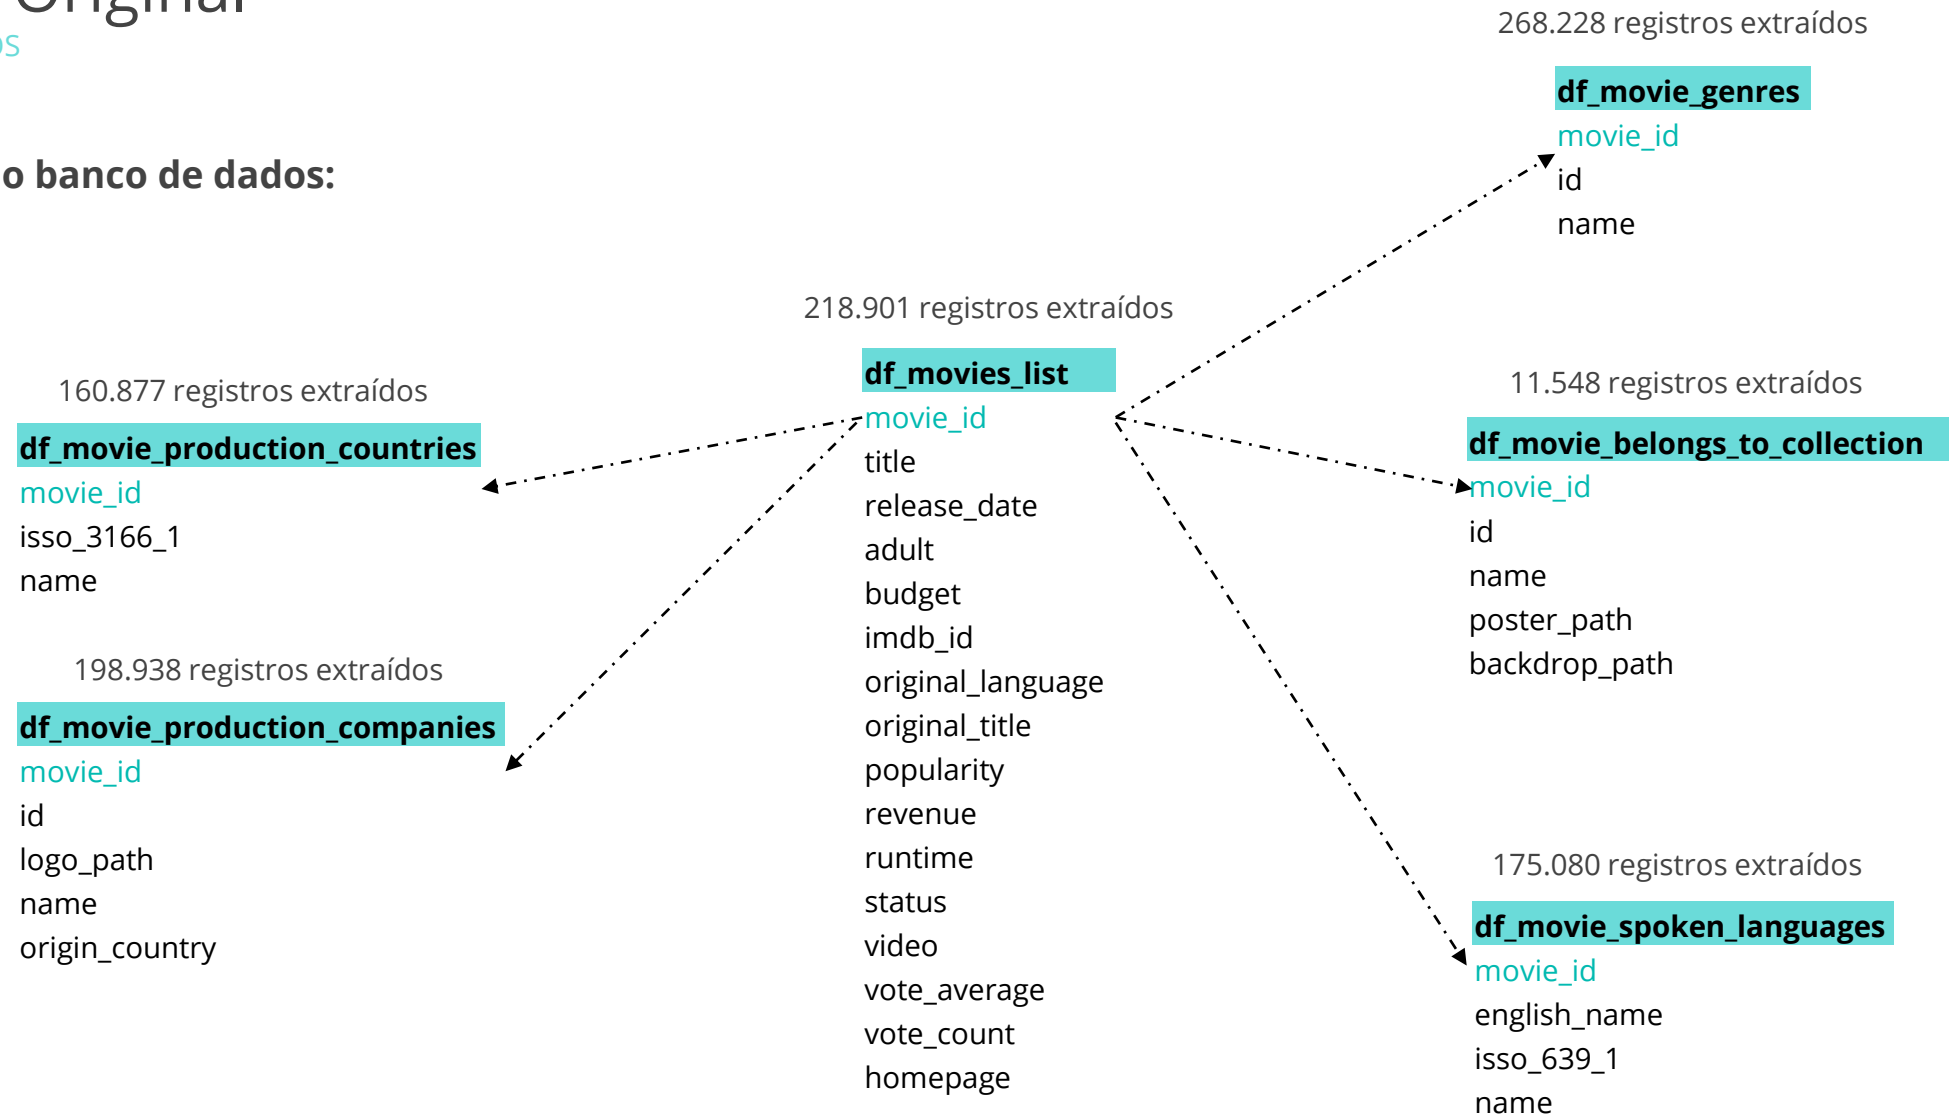 Original
os
o banco de dados:
268.228 registros extraídos
df_movie_genres
movie_id
id
name
218.901 registros extraídos
df_movies_list
movie_id
title
release_date
adult
budget
imdb_id
original_language
original_title
popularity
revenue
runtime
status
video
vote_average
vote_count
homepage
160.877 registros extraídos
df_movie_production_countries
movie_id
isso_3166_1
name
198.938 registros extraídos
df_movie_production_companies
movie_id
id
logo_path
name
origin_country
11.548 registros extraídos
df_movie_belongs_to_collection
movie_id
id
name
poster_path
backdrop_path
175.080 registros extraídos
df_movie_spoken_languages
movie_id
english_name
isso_639_1
name